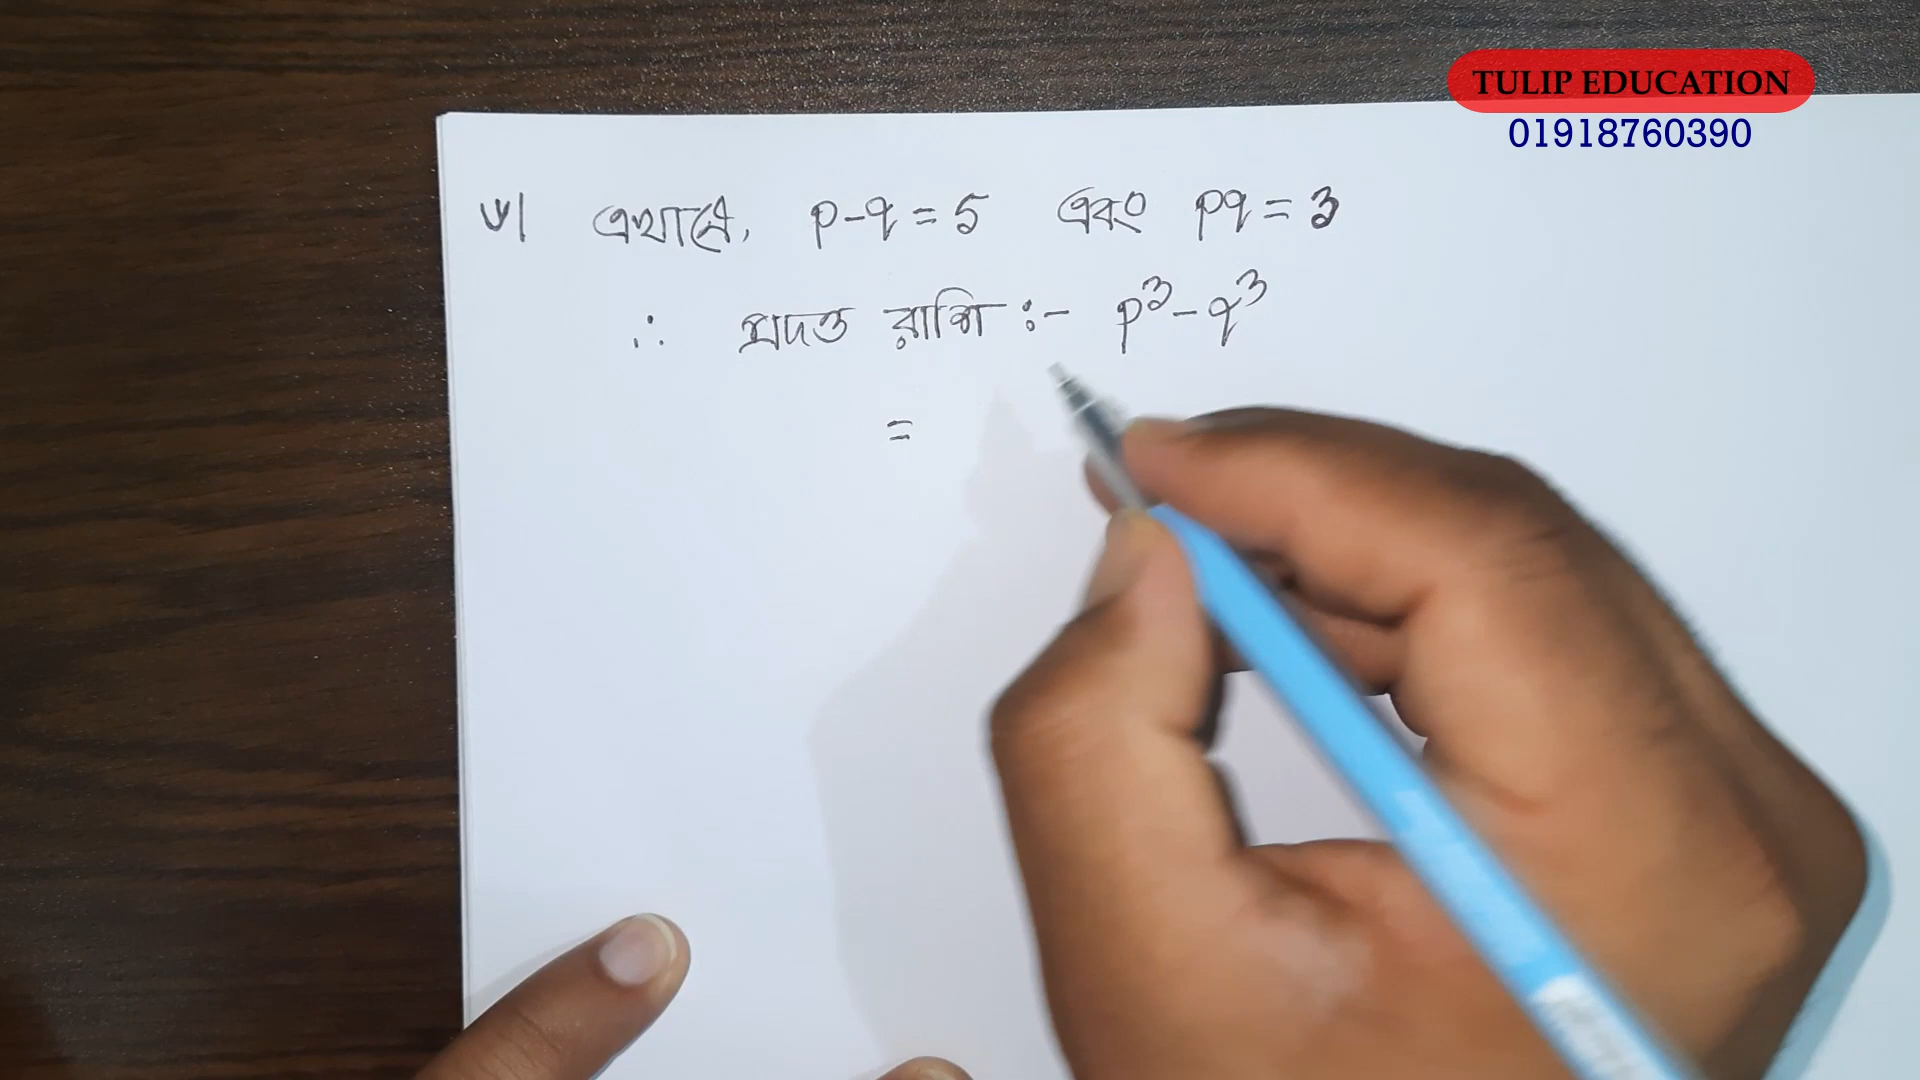 TULIP EDUCATION
01918760390
৬। এখানে, p-q = 5 এবং pq = 3
∴ প্রদত্ত রাশি :- p³-q³
=